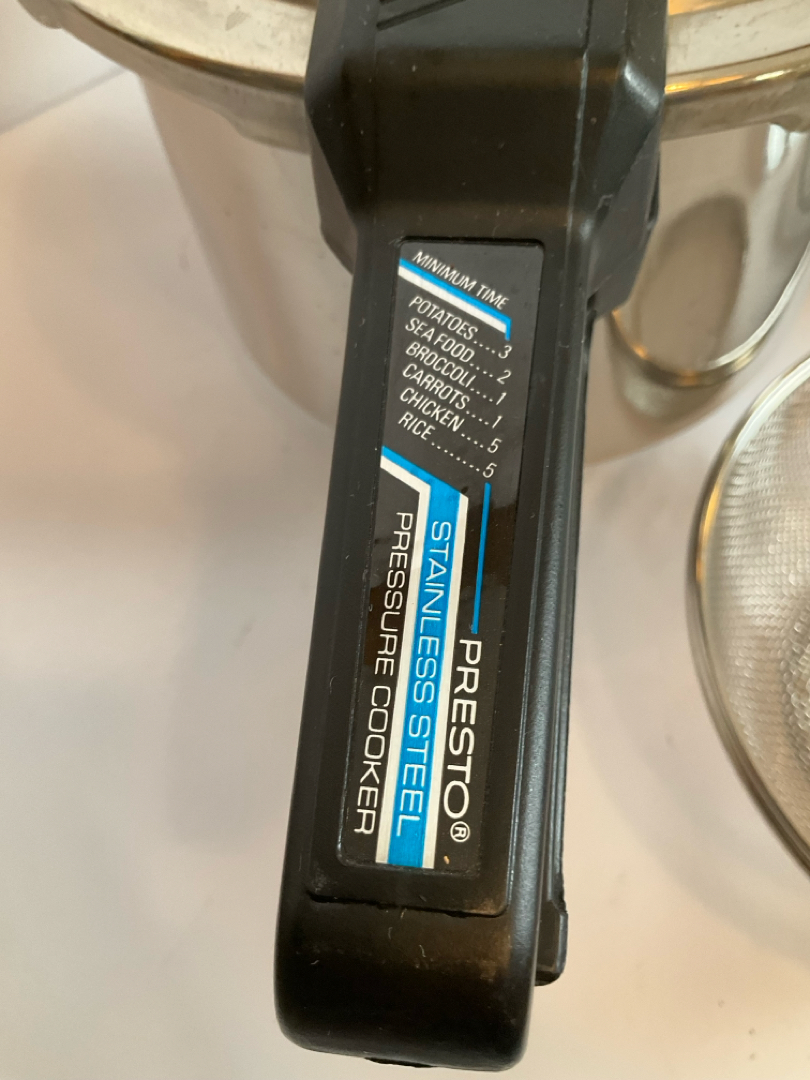 MINIMUM TIME
POTATOES....3
SEA FOOD....2
BROCCOLI....1
CARROTS....1
CHICKEN....5
RICE........5
PRESTO®
STAINLESS STEEL
PRESSURE COOKER